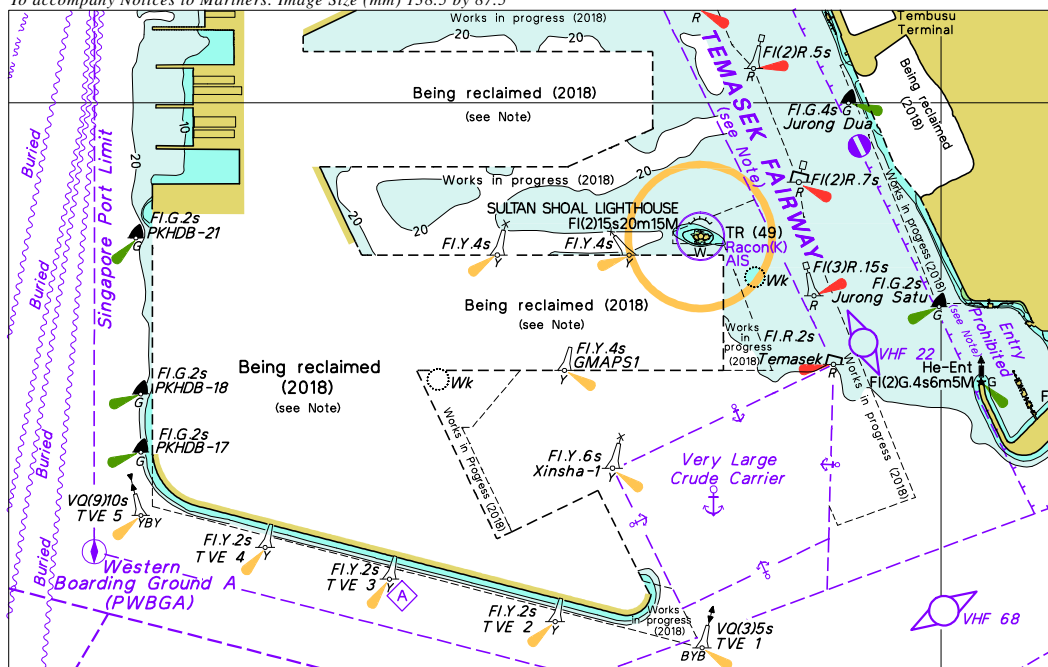 To accompany Notices to Mariners. Image Size (mm) 138.5 by 87.5
Works in progress (2018)
20
20
R
TEMASEK FAIRWAY
(see Note)
Fl(2)R.5s
R
Tembusu
Terminal
Being reclaimed
(2018)
Being reclaimed (2018)
(see Note)
Fl.G.4s
G
Jurong Dua
Buried
Singapore Port Limit
10
20
Works in progress (2018)
20
20
20
Fl(2)R.7s
R
Works in progress (2018)
SULTAN SHOAL LIGHTHOUSE
Fl(2)15s20m15M
TR (49)
Racon(K)
AIS
W
Fl.G.2s
PKHDB-21
G
Fl.Y.4s
Y
Fl.Y.4s
Y
Wk
Fl(3)R.15s
R
Fl.G.2s
Jurong Satu
G
Buried
Being reclaimed (2018)
(see Note)
Works
in
progress
(2018)
Fl.R.2s
Temasek
R
VHF 22
Entry
Prohibited
(see Note)
He-Ent
Fl(2)G.4s6m5M
G
F
Fl.Y.4s
GMAPS1
Y
Being reclaimed
(2018)
(see Note)
Wk
Fl.G.2s
PKHDB-18
G
Works in Progress (2018)
Works in progress (2018)
Fl.G.2s
PKHDB-17
G
Buried
Fl.Y.6s
Xinsha-1
Y
Very Large
Crude Carrier
VQ(9)10s
TVE 5
YBY
Fl.Y.2s
TVE 4
Y
Buried
Western
Boarding Ground A
(PWBGA)
Fl.Y.2s
TVE 3
Y
A
Fl.Y.2s
TVE 2
Y
Works
in progress
(2018)
VQ(3)5s
TVE 1
BYB
VHF 68